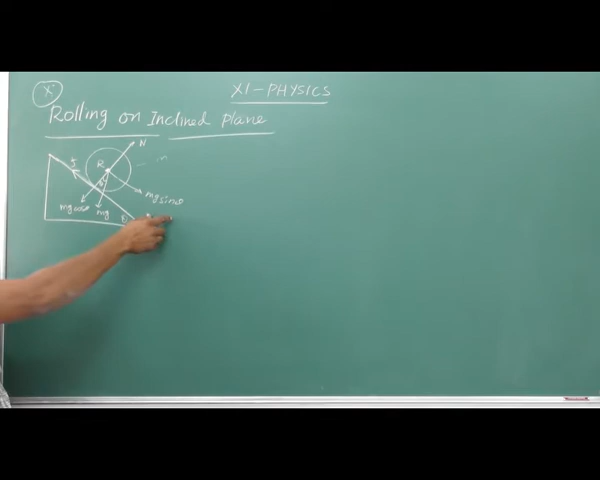 X
XI-PHYSICS
Rolling on Inclined plane
N
f R m
θ
mg sinθ
mg cosθ mg θ